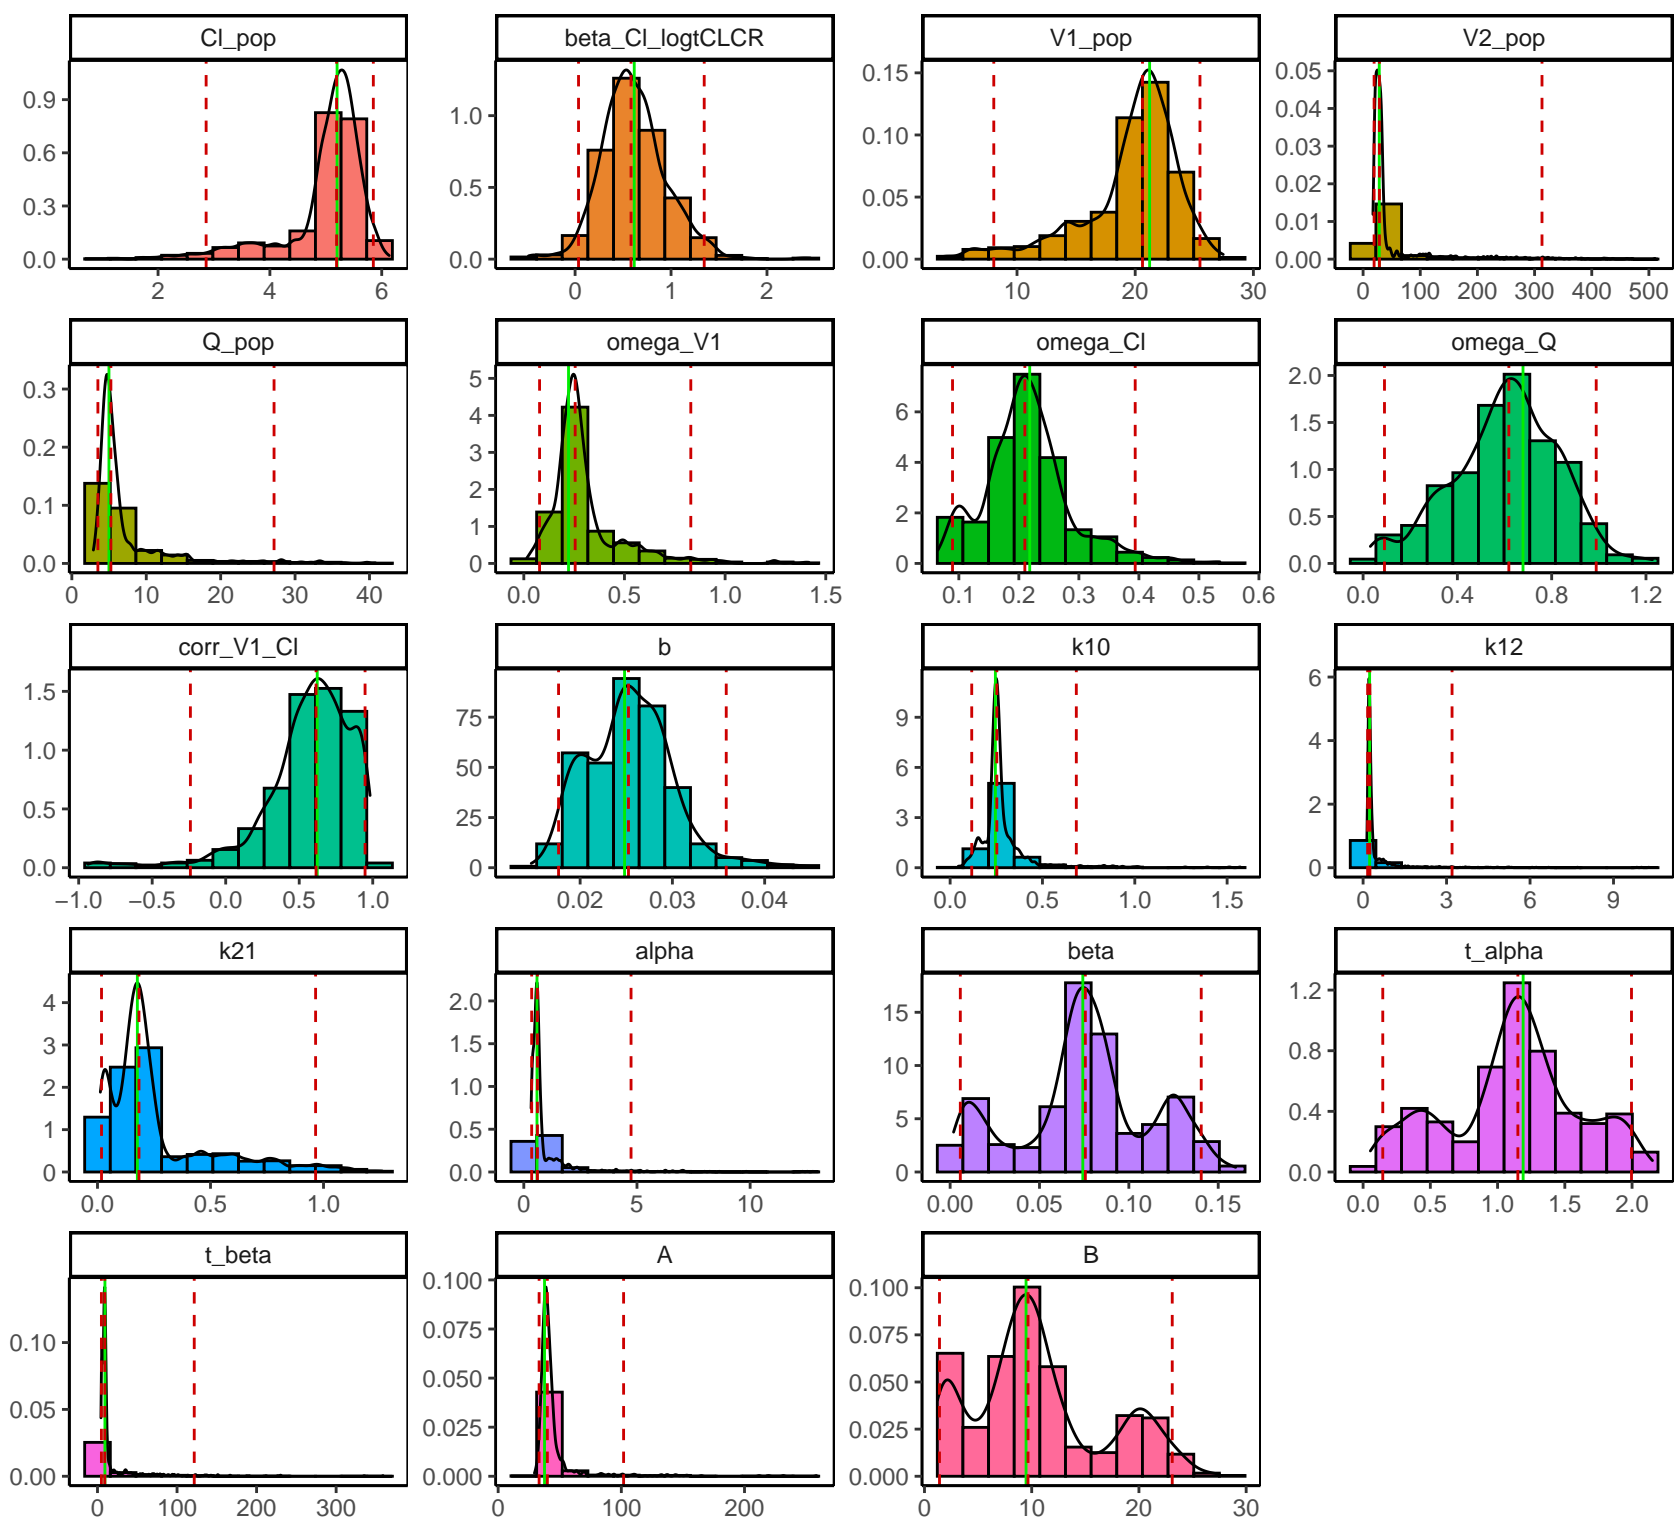 Cl_pop
beta_Cl_logtCLCR
V1_pop
V2_pop
0.9
0.6
0.3
0.0
2 4 6
1.0
0.5
0.0
0 1 2
0.15
0.10
0.05
0.00
10 20 30
0.05
0.04
0.03
0.02
0.01
0.00
0 100 200 300 400 500
Q_pop
omega_V1
omega_Cl
omega_Q
0.3
0.2
0.1
0.0
0 10 20 30 40
5
4
3
2
1
0
0.0 0.5 1.0 1.5
6
4
2
0
0.1 0.2 0.3 0.4 0.5 0.6
2.0
1.5
1.0
0.5
0.0
0.0 0.4 0.8 1.2
corr_V1_Cl
b
k10
k12
1.5
1.0
0.5
0.0
−1.0 −0.5 0.0 0.5 1.0
75
50
25
0
0.02 0.03 0.04
9
6
3
0
0.0 0.5 1.0 1.5
6
4
2
0
0 3 6 9
k21
alpha
beta
t_alpha
4
3
2
1
0
0.0 0.5 1.0
2.0
1.5
1.0
0.5
0.0
0 5 10
15
10
5
0
0.00 0.05 0.10 0.15
1.2
0.8
0.4
0.0
0.0 0.5 1.0 1.5 2.0
t_beta
A
B
0.10
0.05
0.00
0 100 200 300
0.100
0.075
0.050
0.025
0.000
0 100 200
0.100
0.075
0.050
0.025
0.000
0 10 20 30